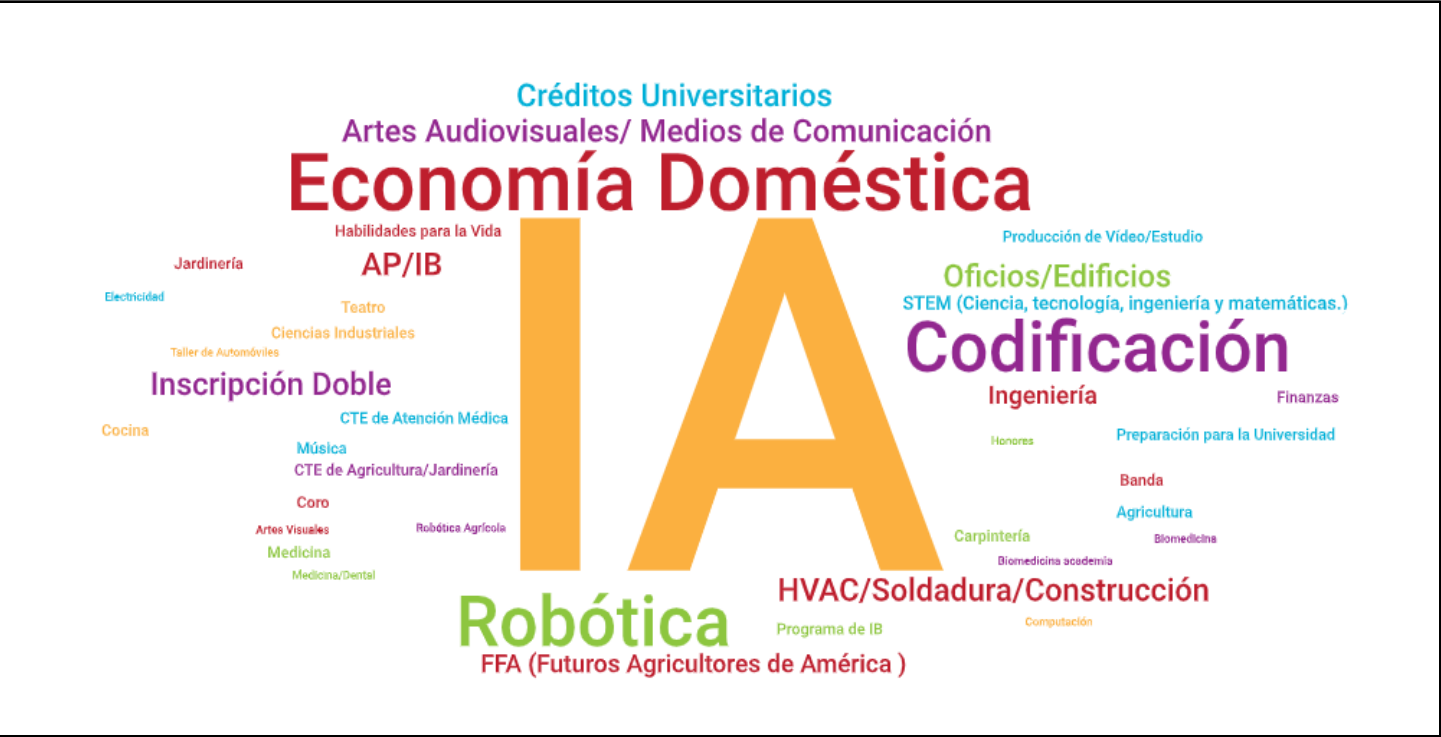 Créditos Universitarios
Artes Audiovisuales/ Medios de Comunicación
Economía Doméstica
IA
Habilidades para la Vida
Producción de Vídeo/Estudio
Jardinería
AP/IB
Oficios/Edificios
Electricidad
STEM (Ciencia, tecnología, ingeniería y matemáticas.)
Teatro
Ciencias Industriales
Codificación
Taller de Automóviles
Inscripción Doble
Ingeniería
Finanzas
CTE de Atención Médica
Cocina
Honores
Preparación para la Universidad
Música
CTE de Agricultura/Jardinería
Banda
Coro
Agricultura
Artes Visuales
Robótica Agrícola
Carpintería
Biomedicina
Medicina
Biomedicina academia
Medicina/Dental
HVAC/Soldadura/Construcción
Robótica
Programa de IB
Computación
FFA (Futuros Agricultores de América )